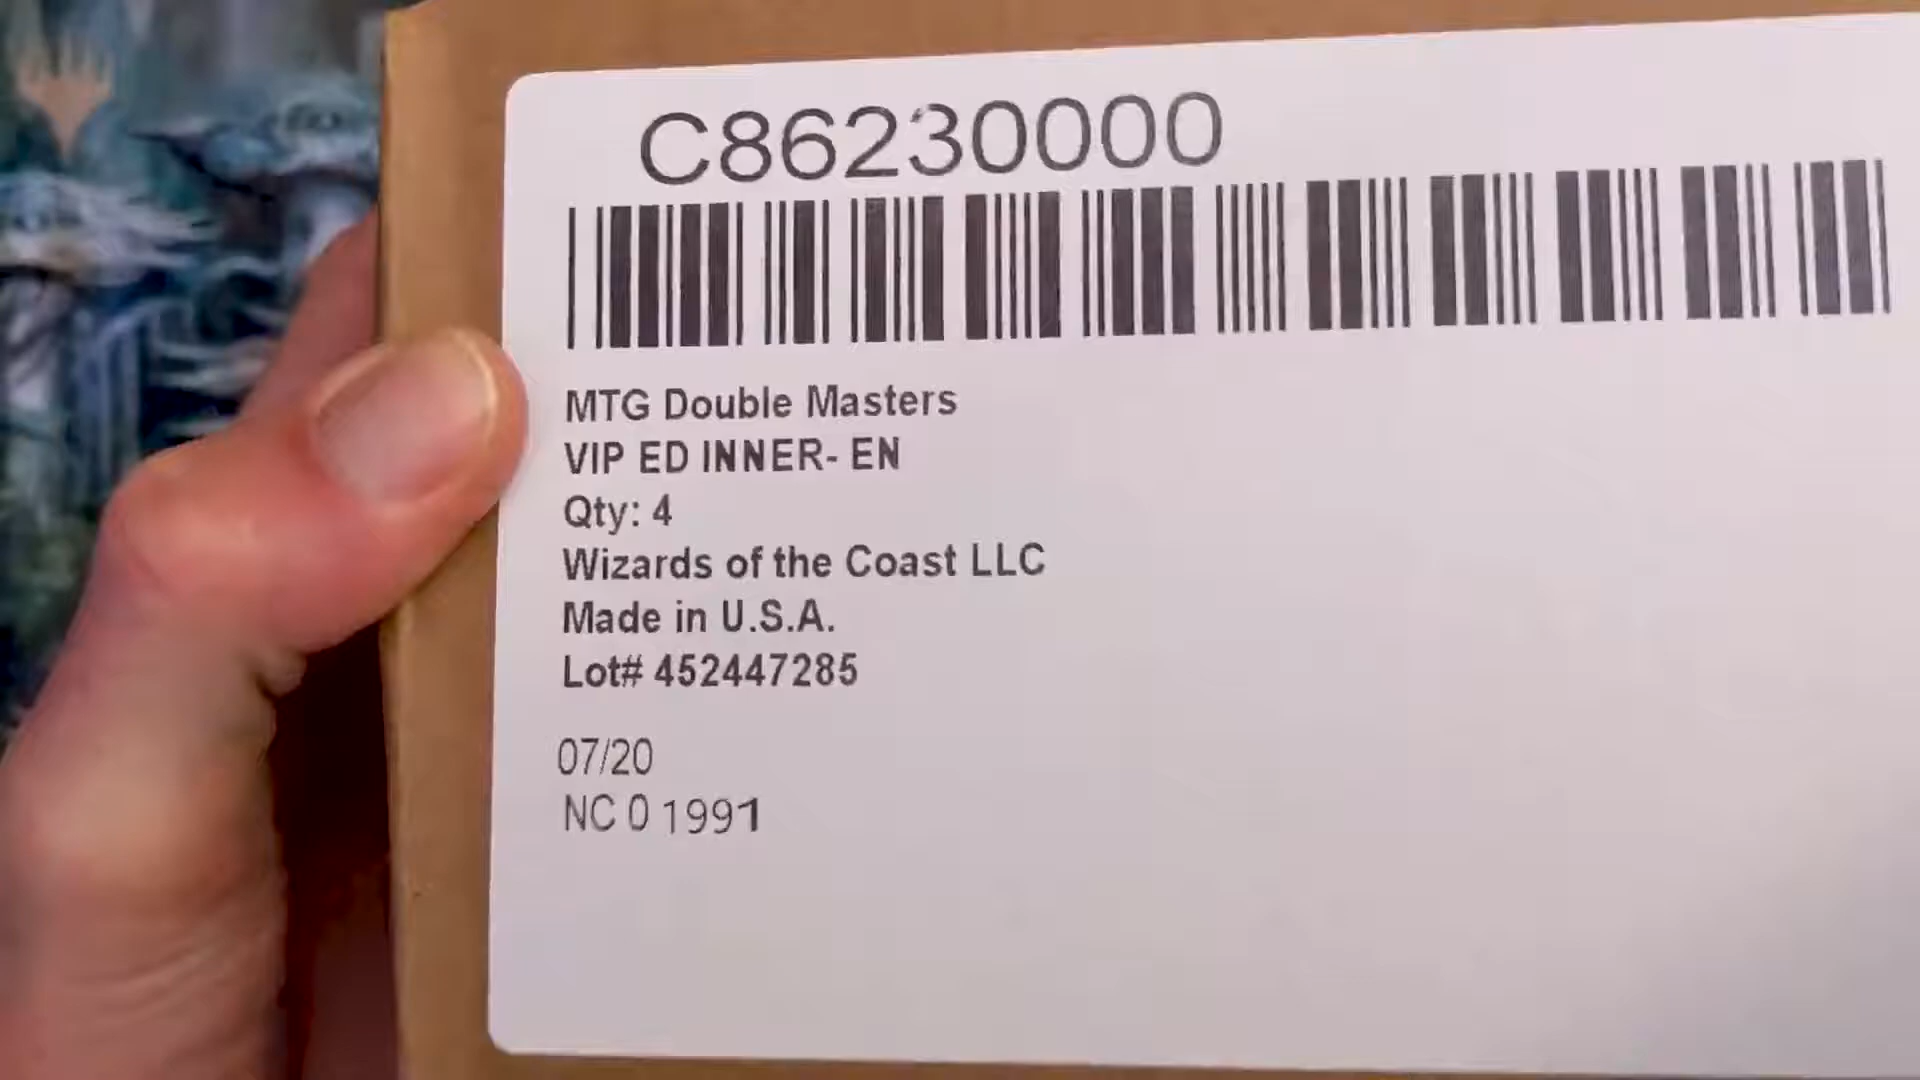 C86230000
MTG Double Masters
VIP ED INNER- EN
Qty: 4
Wizards of the Coast LLC
Made in U.S.A.
Lot# 452447285
07/20
NC 0 1991